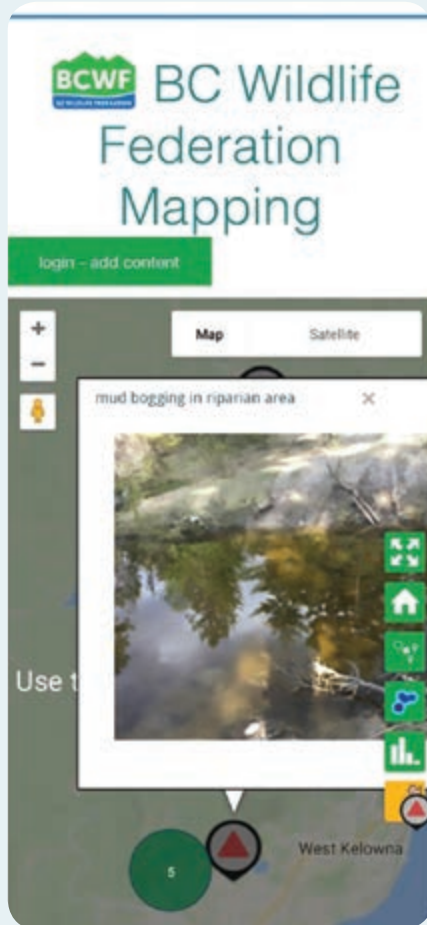 BCWF BC Wildlife
Federation
Mapping
login – add content
+
Map Satellite
−
mud bogging in riparian area ×
Use t
West Kelowna
5